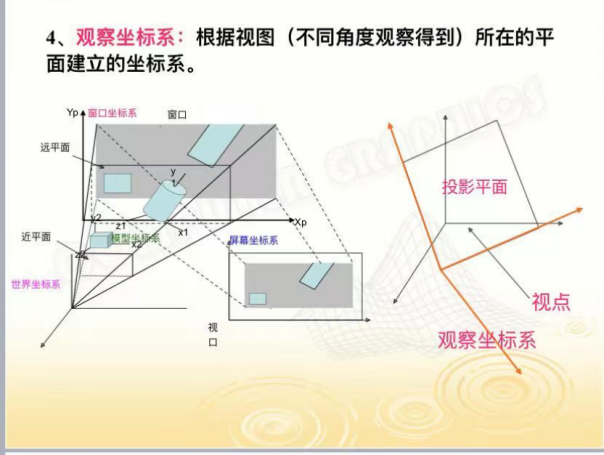 4、观察坐标系：根据视图（不同角度观察得到）所在的平
面建立的坐标系。
Yp 窗口坐标系 窗口
远平面
y
投影平面
y2
z1
x1
Xp
近平面
模型坐标系
x2
屏幕坐标系
世界坐标系
视点
视
口
观察坐标系